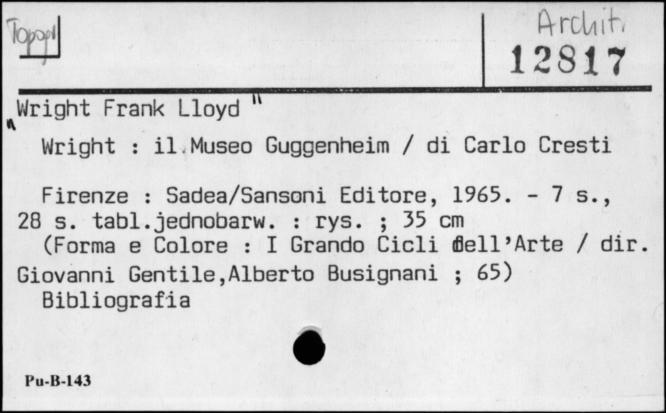 Topogr
Archit.
12817
"Wright Frank Lloyd"
Wright : il Museo Guggenheim / di Carlo Cresti
Firenze : Sadea/Sansoni Editore, 1965. - 7 s.,
28 s. tabl.jednobarw. : rys. ; 35 cm
(Forma e Colore : I Grando Cicli dell'Arte / dir.
Giovanni Gentile,Alberto Busignani ; 65)
Bibliografia
Pu-B-143